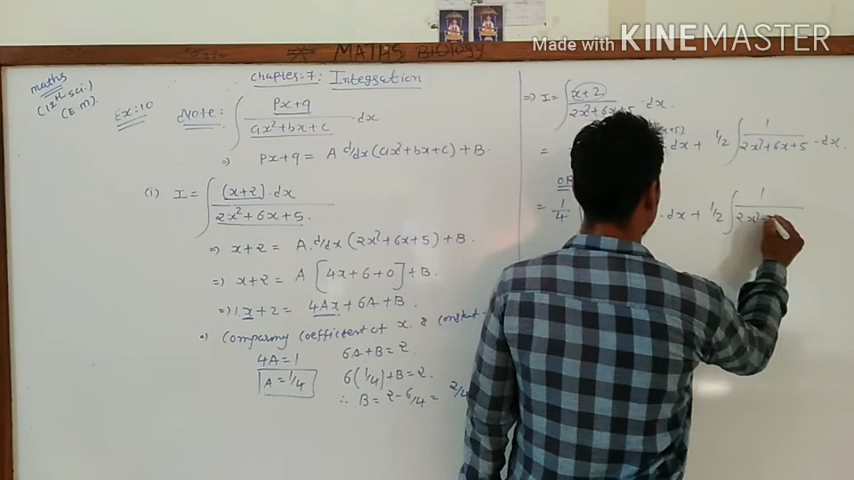 Made with KINEMASTER
MATHS Biology
Chapter-7: Integration
maths
(12th sci.)
(E.M).
Ex:10
Note: ∫ px+q / ax²+bx+c · dx
⇒ px+q = A d/dx (ax²+bx+c) + B.
(i) I = ∫ (x+2)·dx / 2x²+6x+5.
⇒ x+2 = A. d/dx (2x²+6x+5) + B.
⇒ x+2 = A [4x+6+0] + B.
⇒ 1.x+2 = 4Ax + 6A + B.
Comparing coefficient of x & constant
4A=1 6A+B=2
A=1/4 6(1/4)+B=2.
∴ B = 2-6/4 = 2/4
⇒ I = ∫ x+2 / 2x²+6x+5 · dx.
= dx + 1/2 ∫ 1 / 2x²+6x+5 · dx.
OR
= 1/4 .dx + 1/2 ∫ 1 / 2x²